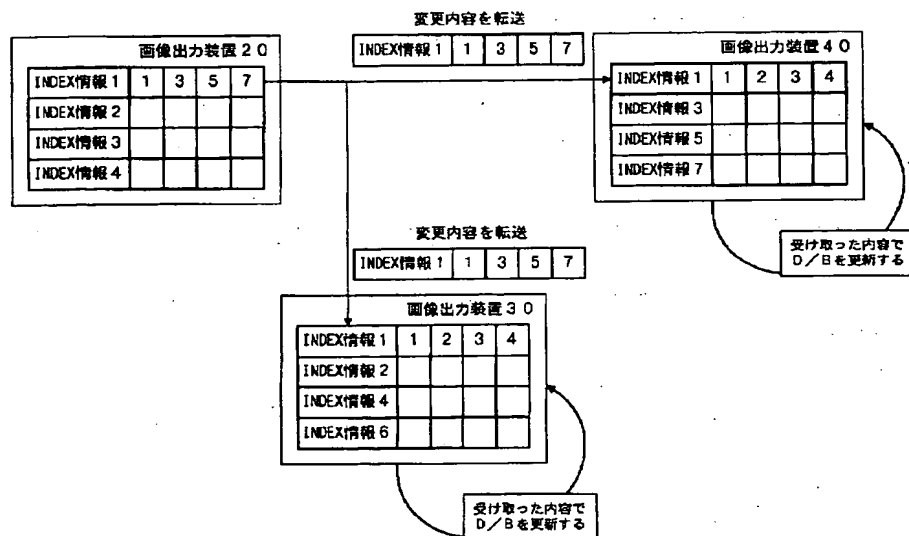 変更内容を転送
INDEX情報1 1 3 5 7
画像出力装置20
INDEX情報1 1 3 5 7
INDEX情報2
INDEX情報3
INDEX情報4
画像出力装置40
INDEX情報1 1 2 3 4
INDEX情報3
INDEX情報5
INDEX情報7
受け取った内容で
D/Bを更新する
変更内容を転送
INDEX情報1 1 3 5 7
画像出力装置30
INDEX情報1 1 2 3 4
INDEX情報2
INDEX情報4
INDEX情報6
受け取った内容で
D/Bを更新する